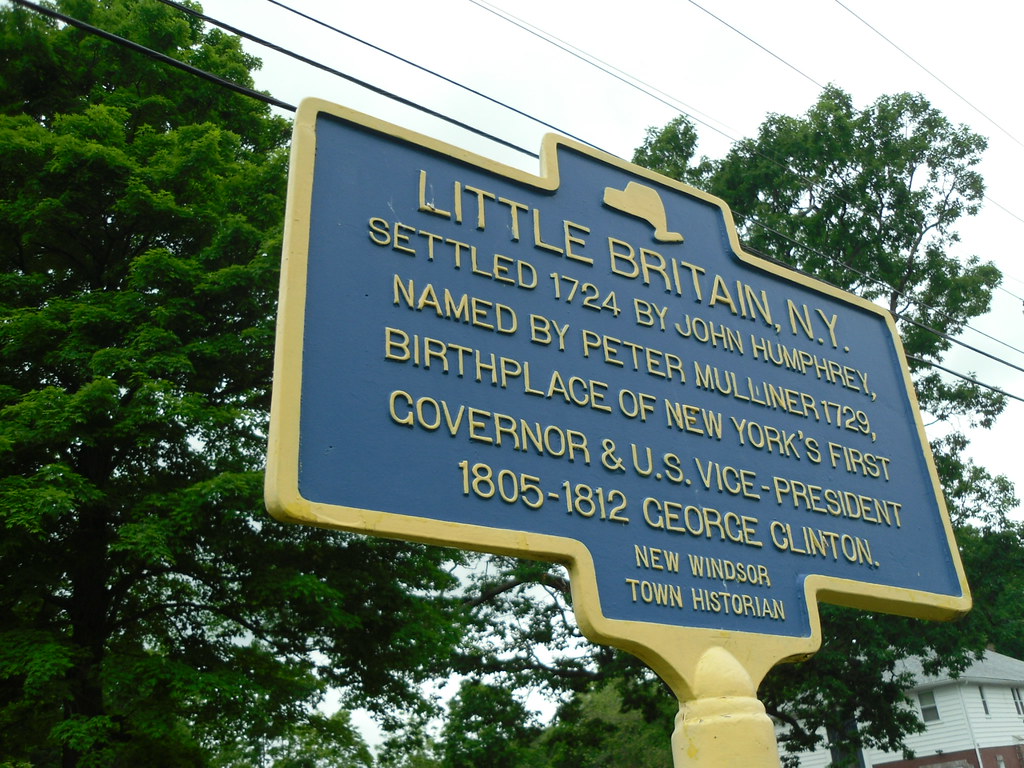 LITTLE BRITAIN, N.Y.
SETTLED 1724 BY JOHN HUMPHREY,
NAMED BY PETER MULLINER 1729,
BIRTHPLACE OF NEW YORK'S FIRST
GOVERNOR & U.S. VICE-PRESIDENT
1805-1812 GEORGE CLINTON.
NEW WINDSOR
TOWN HISTORIAN